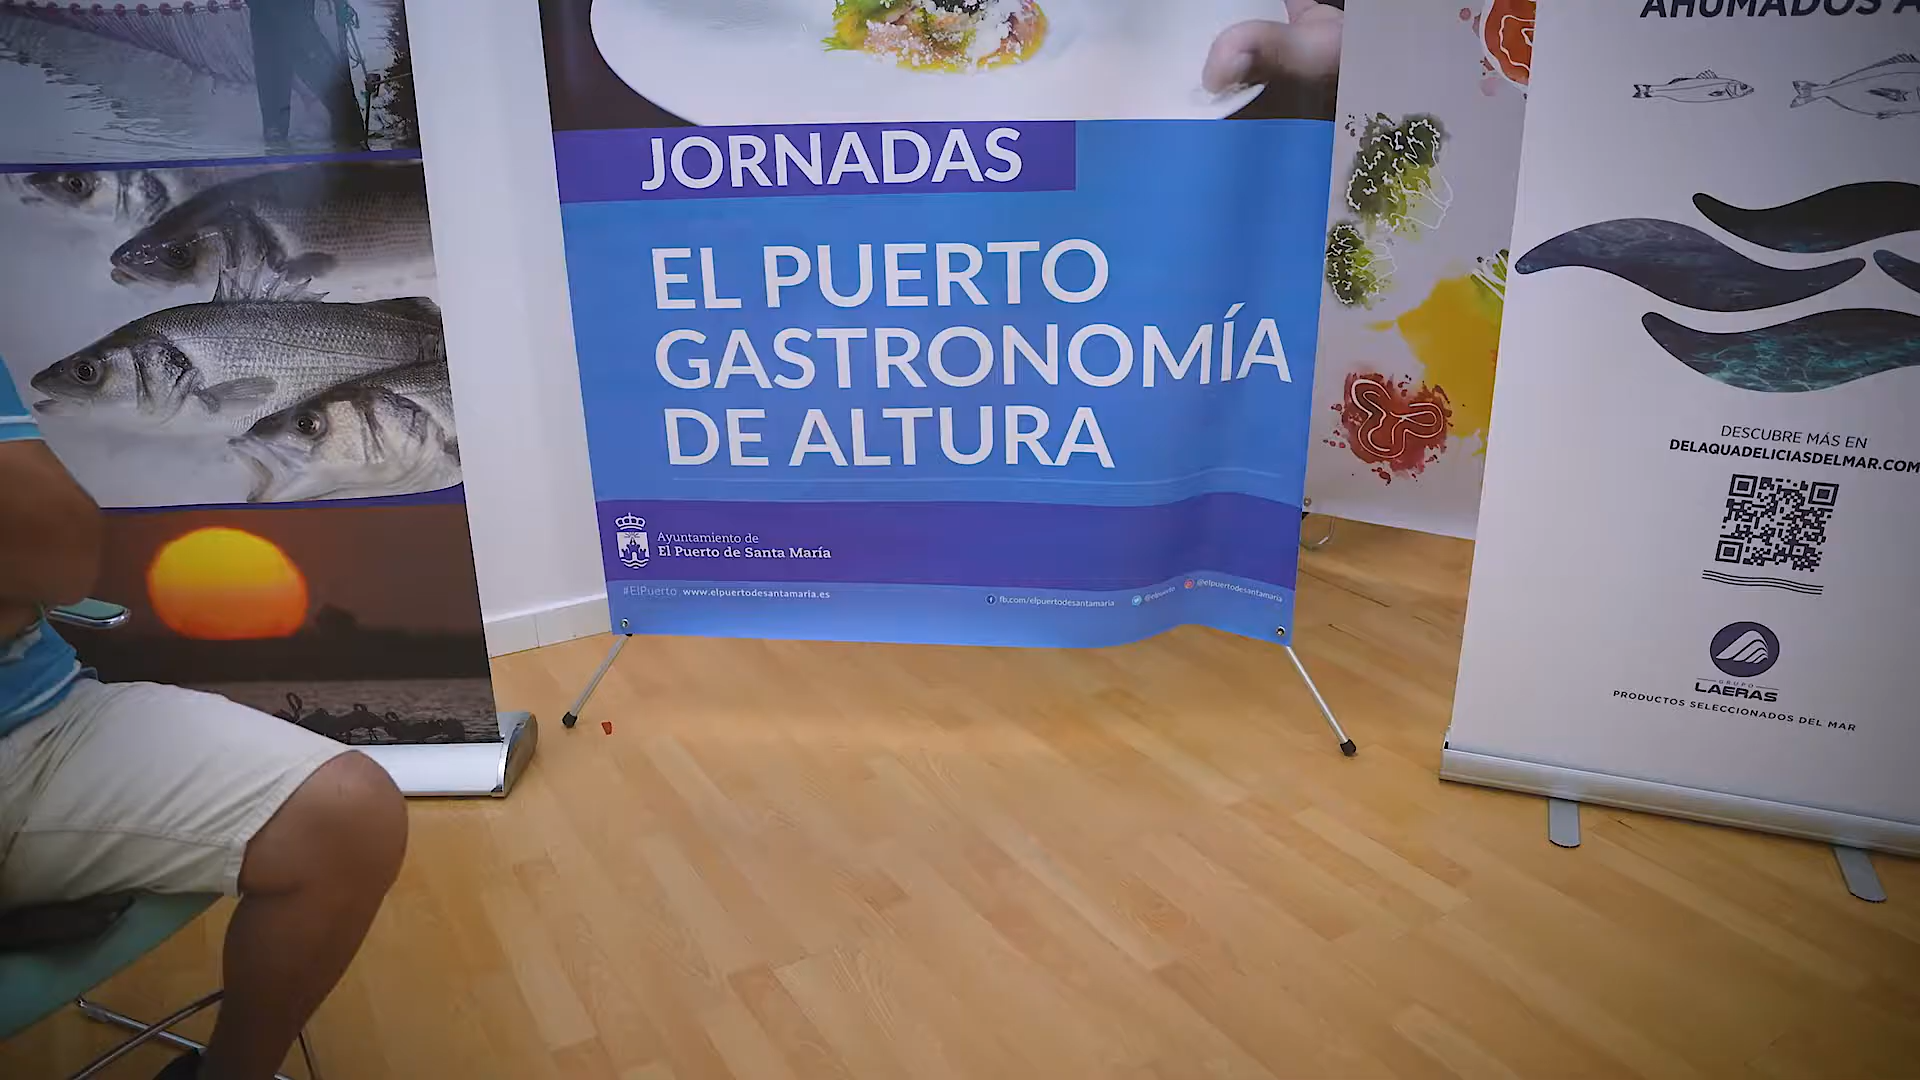 JORNADAS
EL PUERTO
GASTRONOMÍA
DE ALTURA
Ayuntamiento de
El Puerto de Santa María
#ElPuerto www.elpuertodesantamaria.es
fb.com/elpuertodesantamaria
@elpuerto
@elpuertodesantamaria
AHUMADOS A
DESCUBRE MÁS EN
DELAQUADELICIASDELMAR.COM
GRUPO
LAERAS
PRODUCTOS SELECCIONADOS DEL MAR